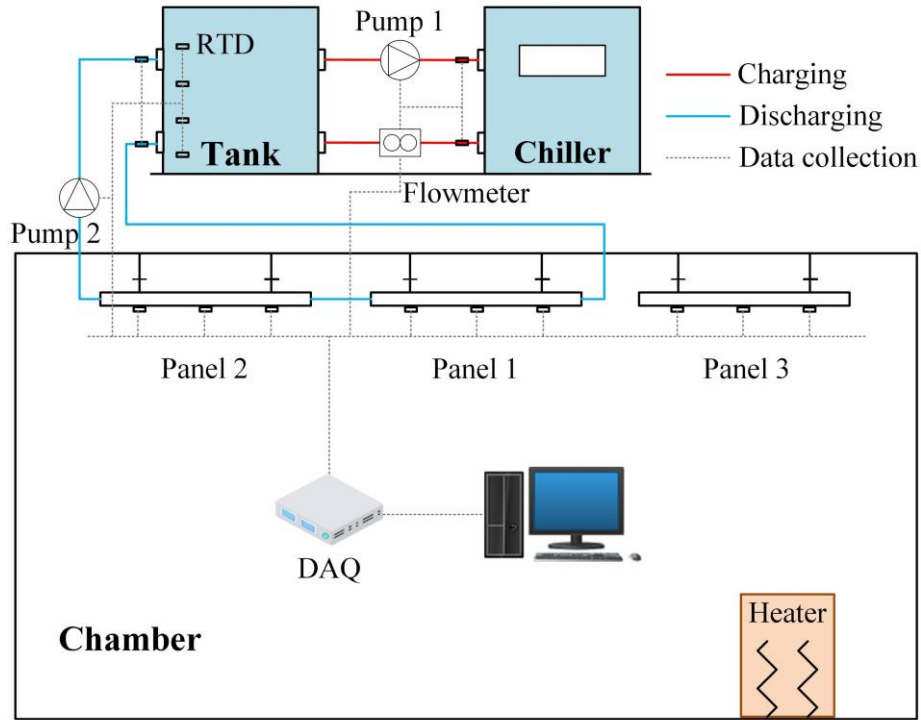 Pump 1
RTD
Charging
Discharging
Data collection
Tank
Chiller
Flowmeter
Pump 2
Panel 2
Panel 1
Panel 3
DAQ
Heater
Chamber